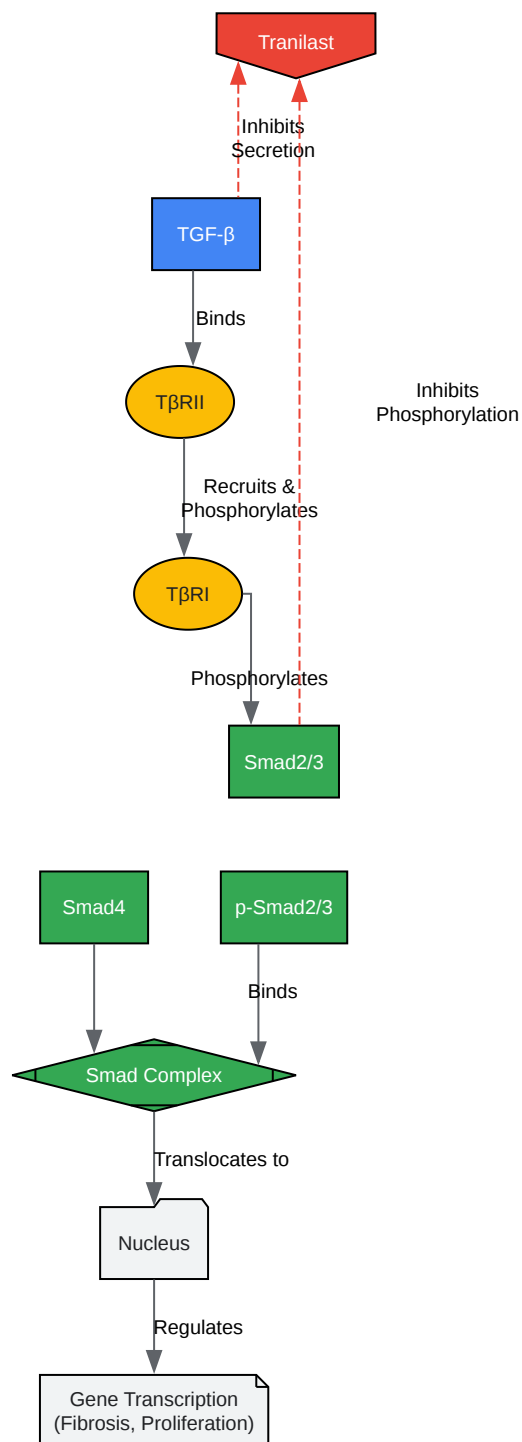 Tranilast
Inhibits
Secretion
TGF-β
Binds
TβRII
Inhibits
Phosphorylation
Recruits &
Phosphorylates
TβRI
Phosphorylates
Smad2/3
Smad4
p-Smad2/3
Binds
Smad Complex
Translocates to
Nucleus
Regulates
Gene Transcription
(Fibrosis, Proliferation)